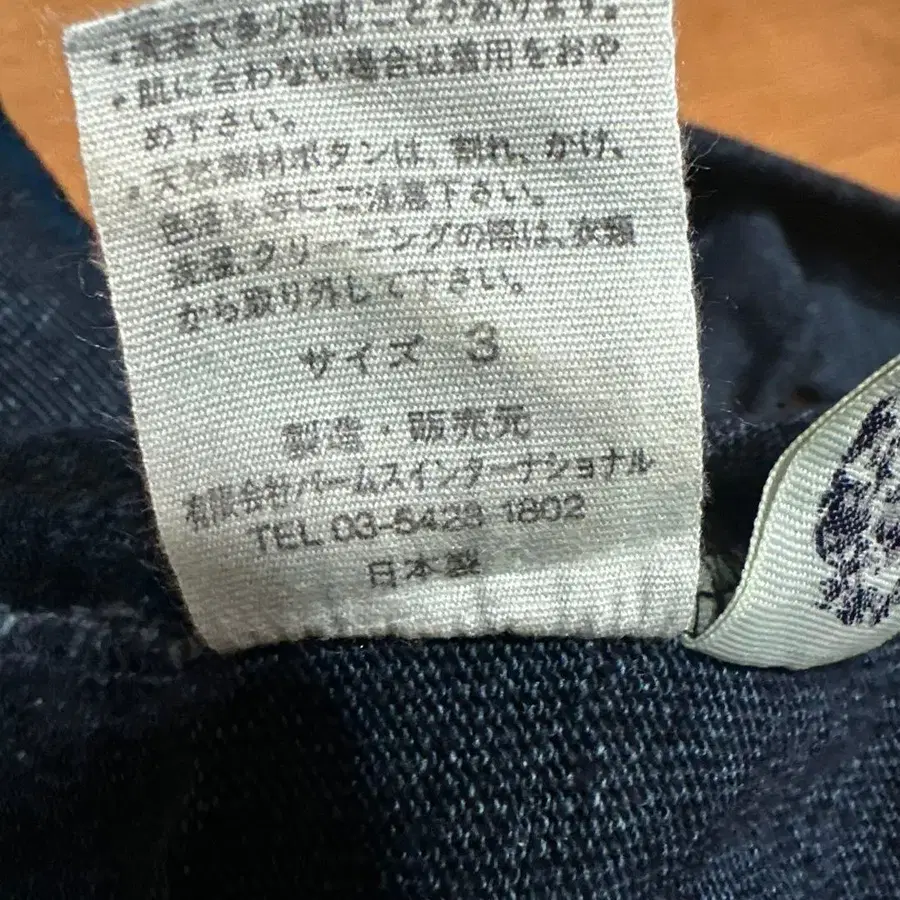 ・洗濯で多少縮むことがあります。
・肌に合わない場合は着用をおや
め下さい。
・天然素材ボタンは、割れ、かけ、
色落ち等にご注意下さい。
洗濯、クリーニングの際は、衣類
から取り外して下さい。
サイズ 3
製造・販売元
有限会社パームスインターナショナル
TEL 03-5428-1802
日本製